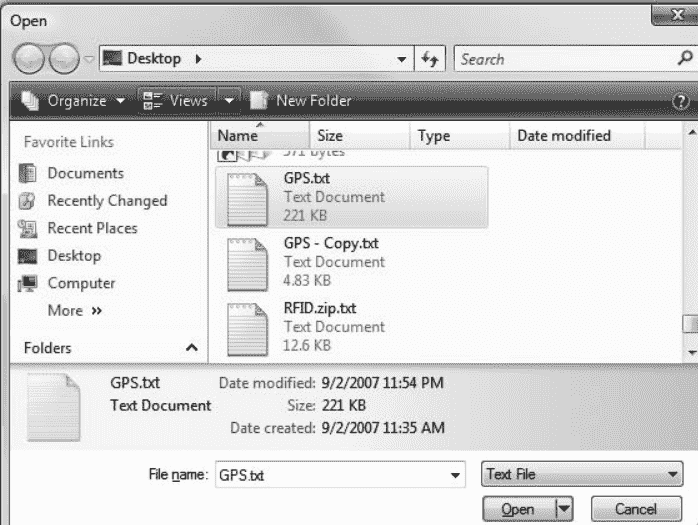 Open
Desktop
Search
Organize Views New Folder
Favorite Links
Documents
Recently Changed
Recent Places
Desktop
Computer
More »
Folders
Name Size Type Date modified
371 bytes
GPS.txt
Text Document
221 KB
GPS - Copy.txt
Text Document
4.83 KB
RFID.zip.txt
Text Document
12.6 KB
GPS.txt Date modified: 9/2/2007 11:54 PM
Text Document Size: 221 KB
Date created: 9/2/2007 11:35 AM
File name: GPS.txt Text File
Open Cancel